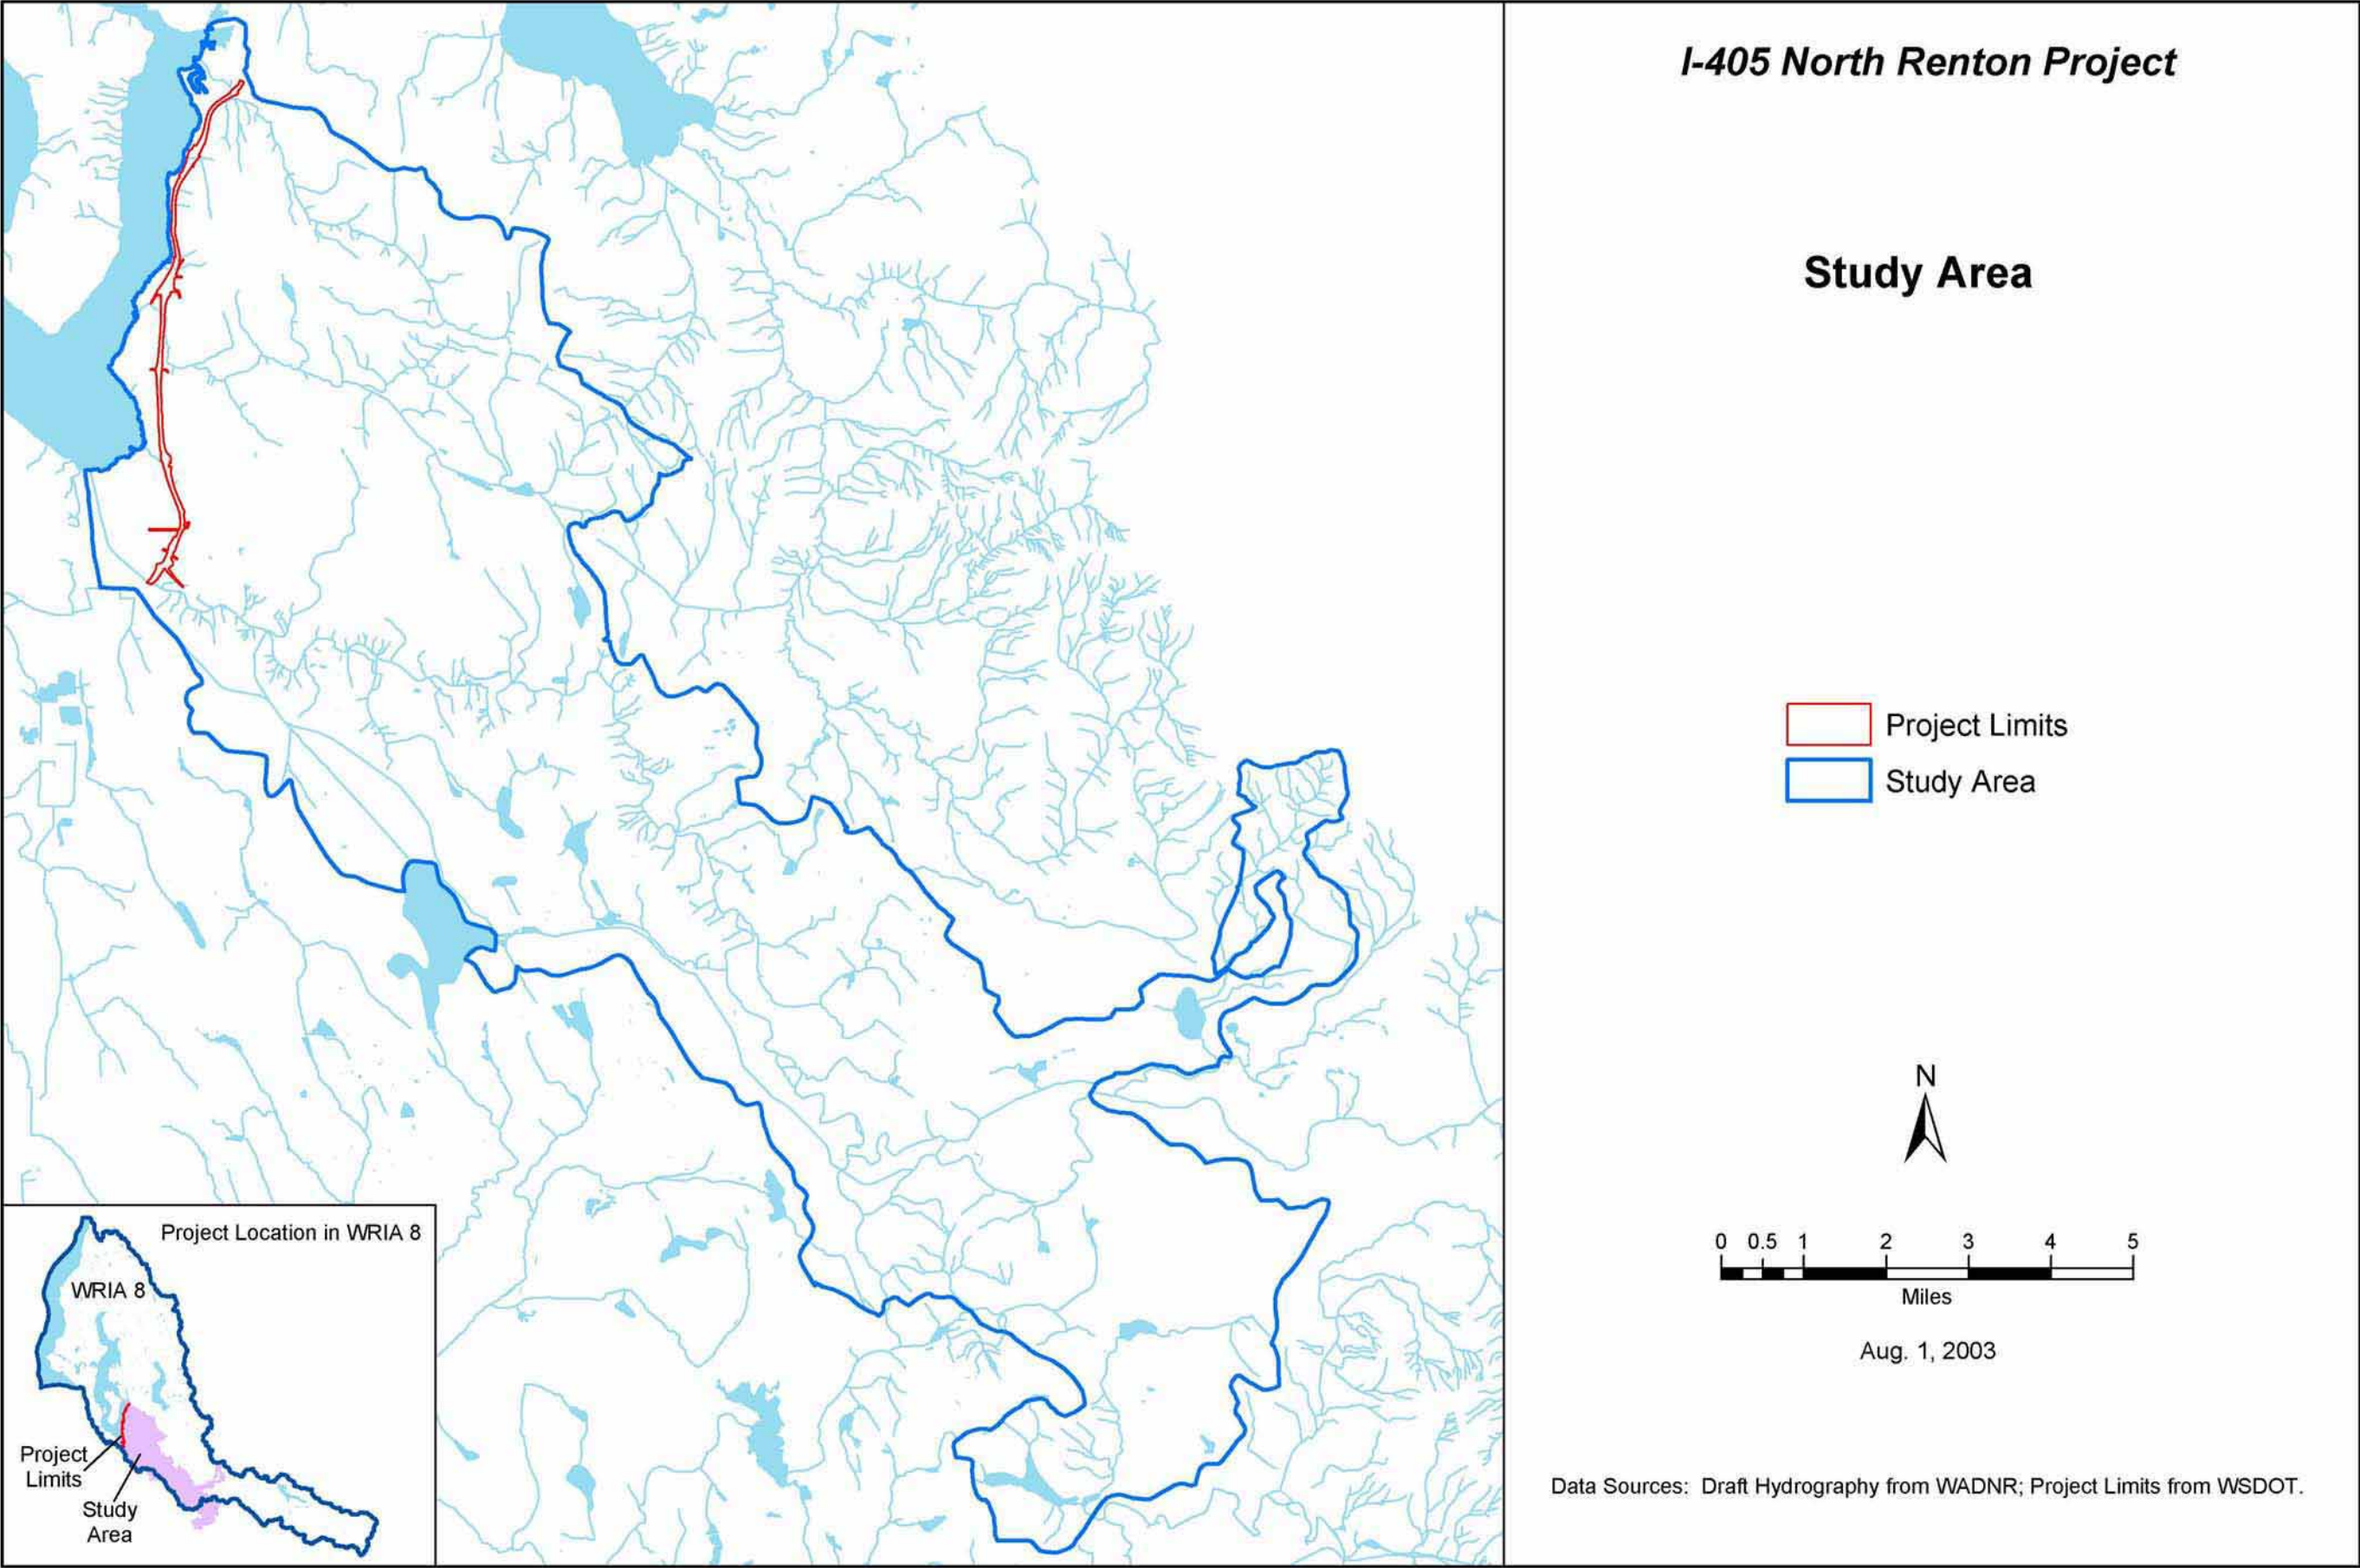 I-405 North Renton Project
Study Area
Project Limits
Study Area
N
0 0.5 1 2 3 4 5
Miles
Aug. 1, 2003
Data Sources: Draft Hydrography from WADNR; Project Limits from WSDOT.
Project Location in WRIA 8
WRIA 8
Project
Limits
Study
Area